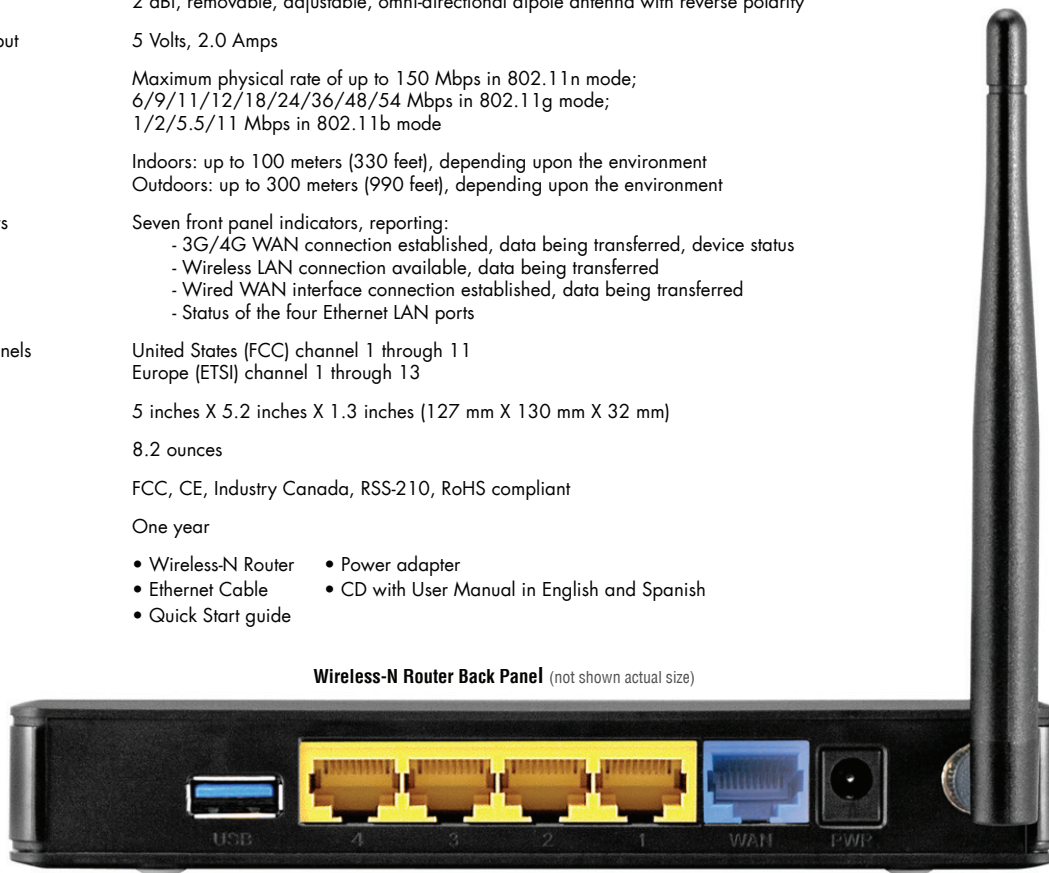 2 dBi, removable, adjustable, omni-directional dipole antenna with reverse polarity
5 Volts, 2.0 Amps
Maximum physical rate of up to 150 Mbps in 802.11n mode;
6/9/11/12/18/24/36/48/54 Mbps in 802.11g mode;
1/2/5.5/11 Mbps in 802.11b mode
Indoors: up to 100 meters (330 feet), depending upon the environment
Outdoors: up to 300 meters (990 feet), depending upon the environment
Seven front panel indicators, reporting:
- 3G/4G WAN connection established, data being transferred, device status
- Wireless LAN connection available, data being transferred
- Wired WAN interface connection established, data being transferred
- Status of the four Ethernet LAN ports
United States (FCC) channel 1 through 11
Europe (ETSI) channel 1 through 13
5 inches X 5.2 inches X 1.3 inches (127 mm X 130 mm X 32 mm)
8.2 ounces
FCC, CE, Industry Canada, RSS-210, RoHS compliant
One year
• Wireless-N Router • Power adapter
• Ethernet Cable • CD with User Manual in English and Spanish
• Quick Start guide
Wireless-N Router Back Panel (not shown actual size)
USB 4 3 2 1 WAN PWR